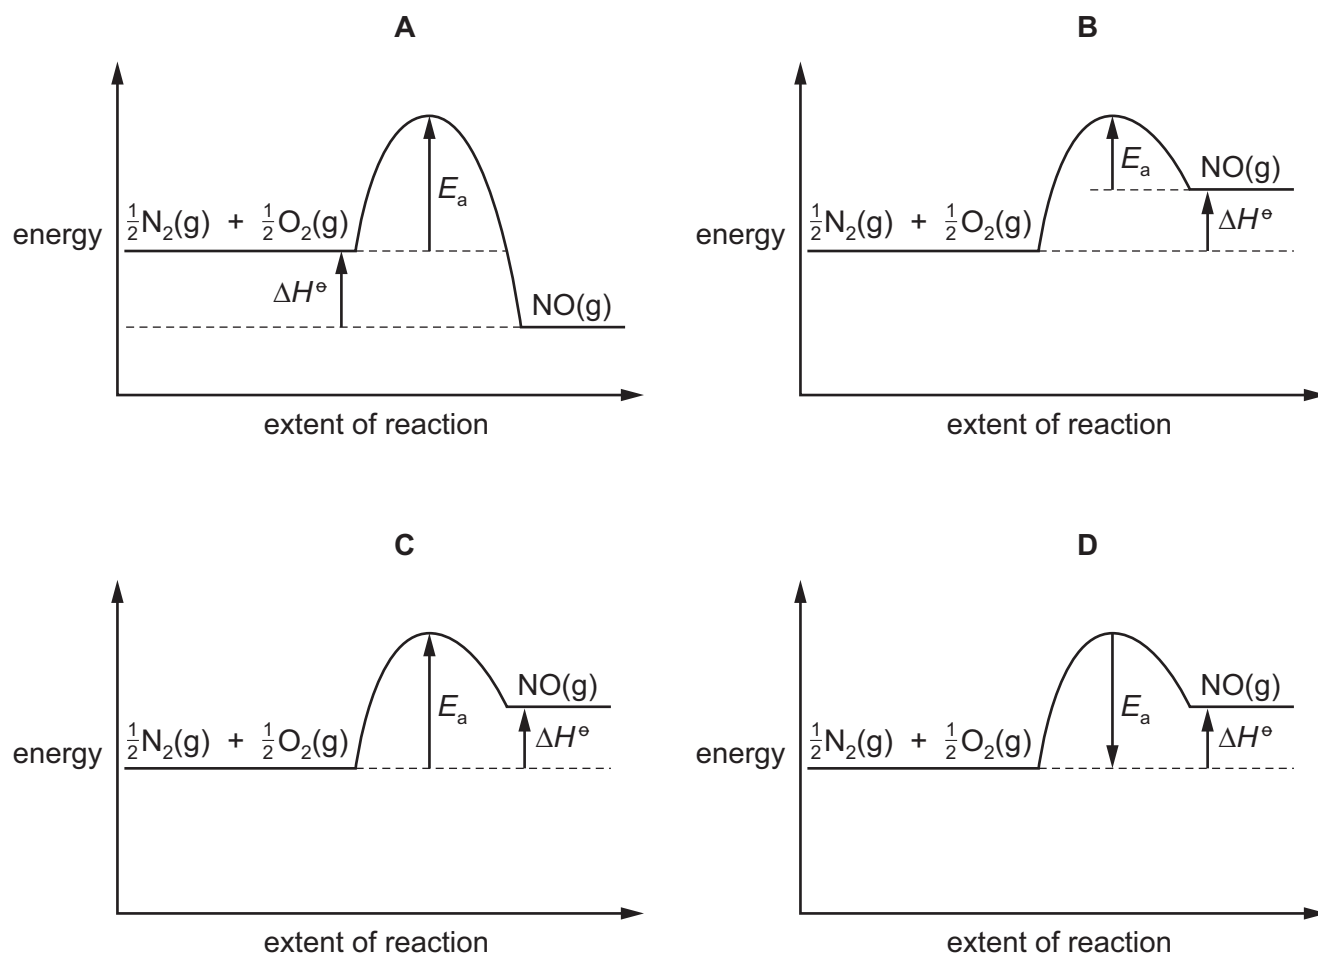 A
½N₂(g) + ½O₂(g)
energy
Eₐ
ΔH⦵
NO(g)
extent of reaction
B
½N₂(g) + ½O₂(g)
energy
Eₐ
NO(g)
ΔH⦵
extent of reaction
C
½N₂(g) + ½O₂(g)
energy
Eₐ
NO(g)
ΔH⦵
extent of reaction
D
½N₂(g) + ½O₂(g)
energy
Eₐ
NO(g)
ΔH⦵
extent of reaction